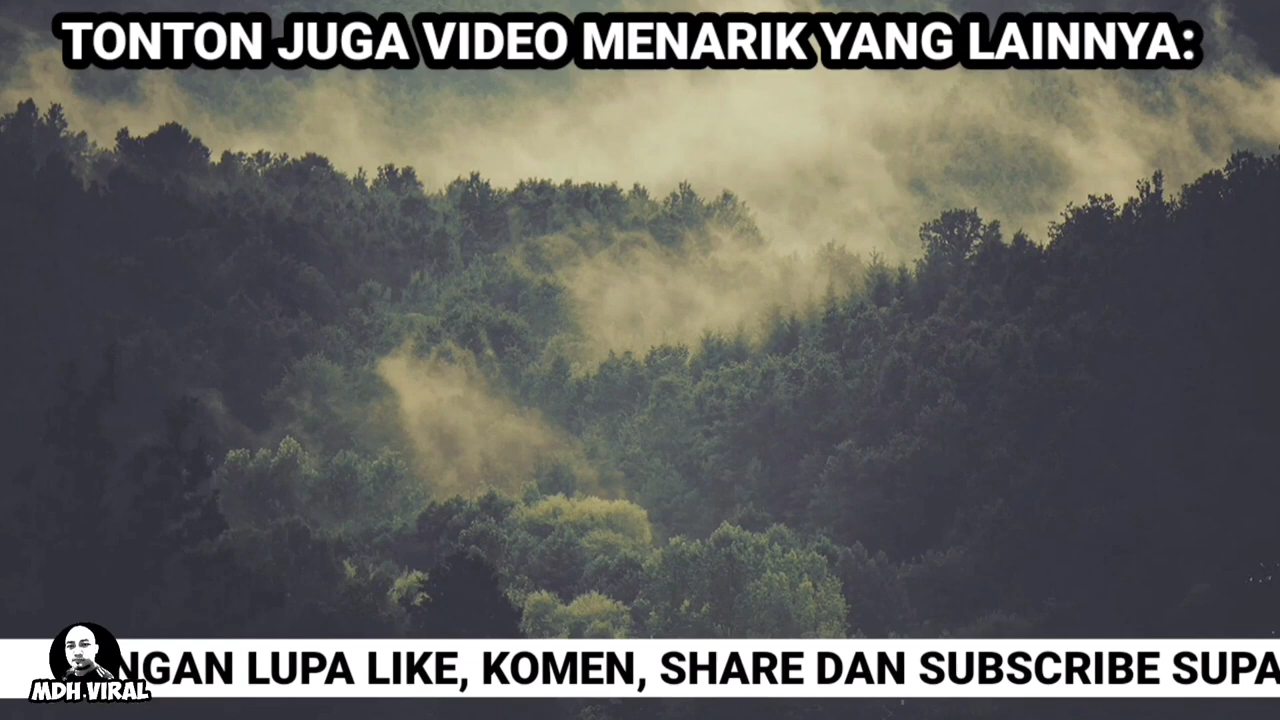 TONTON JUGA VIDEO MENARIK YANG LAINNYA:
NGAN LUPA LIKE, KOMEN, SHARE DAN SUBSCRIBE SUPA
MDH VIRAL